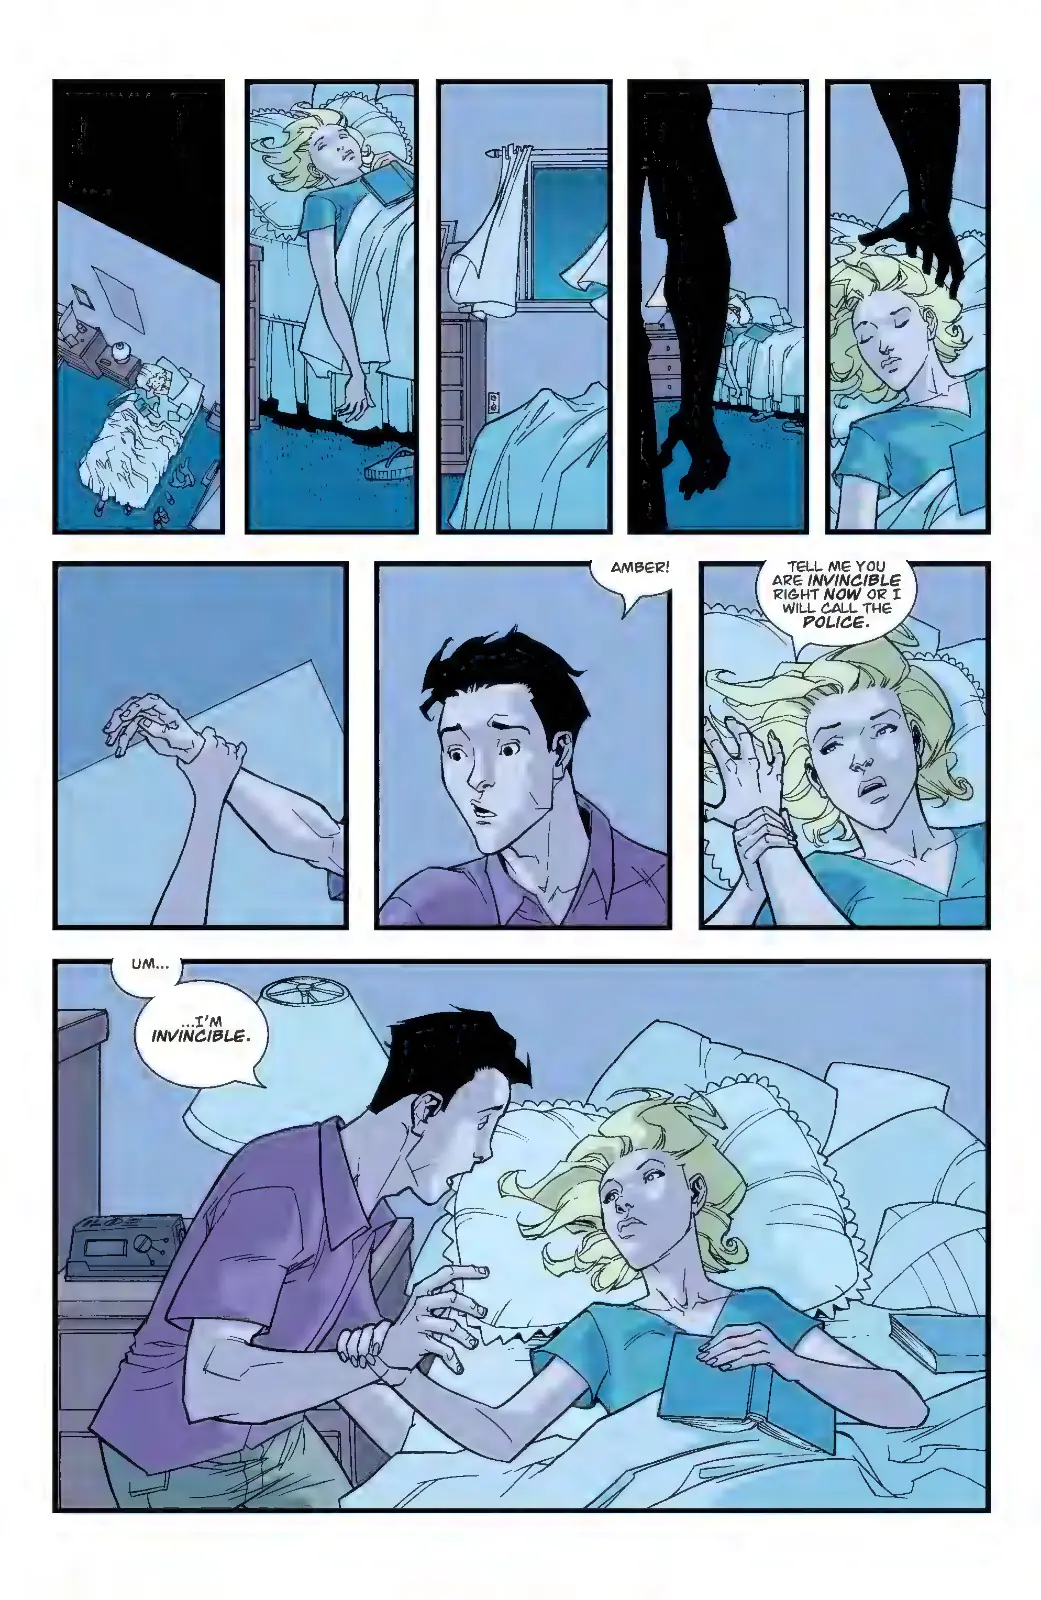 AMBER!
TELL ME YOU
ARE INVINCIBLE
RIGHT NOW OR I
WILL CALL THE
POLICE.
UM...
...I'M
INVINCIBLE.